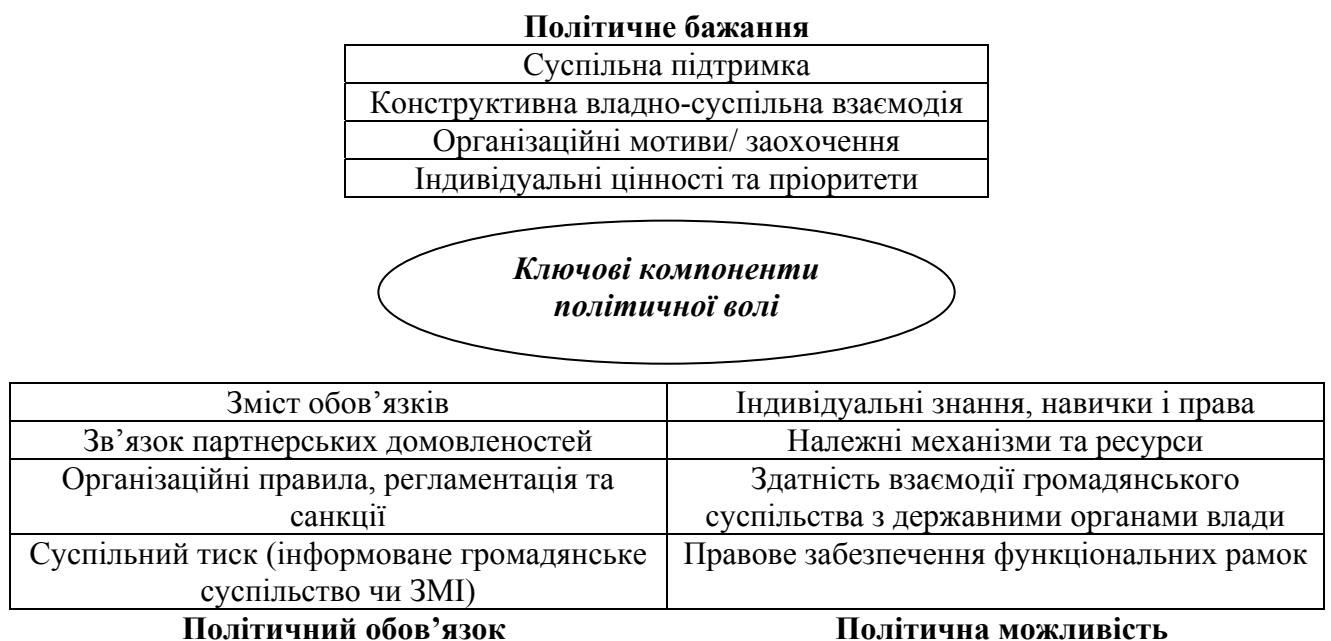 Політичне бажання
Суспільна підтримка
Конструктивна владно-суспільна взаємодія
Організаційні мотиви/ заохочення
Індивідуальні цінності та пріоритети
Ключові компоненти
політичної волі
Зміст обов’язків
Індивідуальні знання, навички і права
Зв’язок партнерських домовленостей
Належні механізми та ресурси
Організаційні правила, регламентація та
санкції
Здатність взаємодії громадянського
суспільства з державними органами влади
Суспільний тиск (інформоване громадянське
суспільство чи ЗМІ)
Правове забезпечення функціональних рамок
Політичний обов’язок
Політична можливість